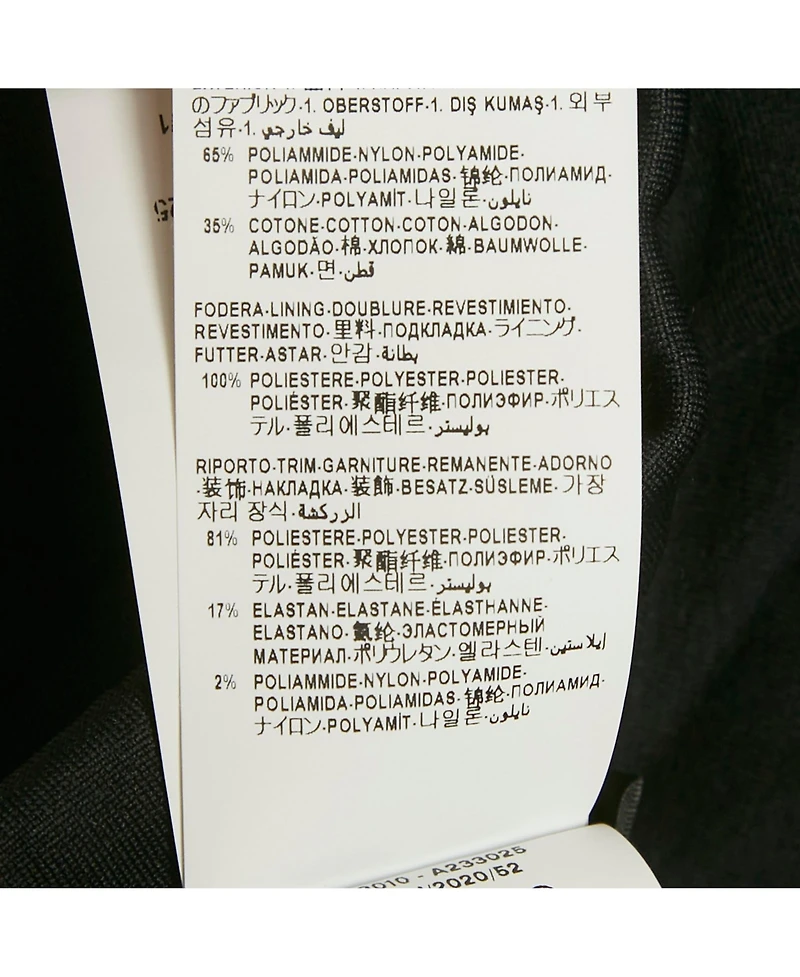 のファブリック·1. OBERSTOFF·1. DIŞ KUMAŞ·1. 외부
섬유·1. ليف خارجي
65% POLIAMMIDE·NYLON·POLYAMIDE·
POLIAMIDA·POLIAMIDAS·锦纶·ПОЛИАМИД·
ナイロン·POLYAMİT·나일론·نايلون
35% COTONE·COTTON·COTON·ALGODON·
ALGODÃO·棉·ХЛОПОК·綿·BAUMWOLLE·
PAMUK·면·قطن
FODERA·LINING·DOUBLURE·REVESTIMIENTO·
REVESTIMENTO·里料·ПОДКЛАДКА·ライニング·
FUTTER·ASTAR·안감·بطانة
100% POLIESTERE·POLYESTER·POLIESTER·
POLIÉSTER·聚酯纤维·ПОЛИЭФИР·ポリエス
テル·폴리에스테르·بوليستر
RIPORTO·TRIM·GARNITURE·REMANENTE·ADORNO
·装饰·НАКЛАДКА·装飾·BESATZ·SÜSLEME·가장
자리 장식·الزركشة
81% POLIESTERE·POLYESTER·POLIESTER·
POLIÉSTER·聚酯纤维·ПОЛИЭФИР·ポリエス
テル·폴리에스테르·بوليستر
17% ELASTAN·ELASTANE·ÉLASTHANNE·
ELASTANO·氨纶·ЭЛАСТОМЕРНЫЙ
МАТЕРИАЛ·ポリウレタン·엘라스텐·إيلاستين
2% POLIAMMIDE·NYLON·POLYAMIDE·
POLIAMIDA·POLIAMIDAS·锦纶·ПОЛИАМИД·
ナイロン·POLYAMİT·나일론·نايلون
2010 - A233025
/2020/52